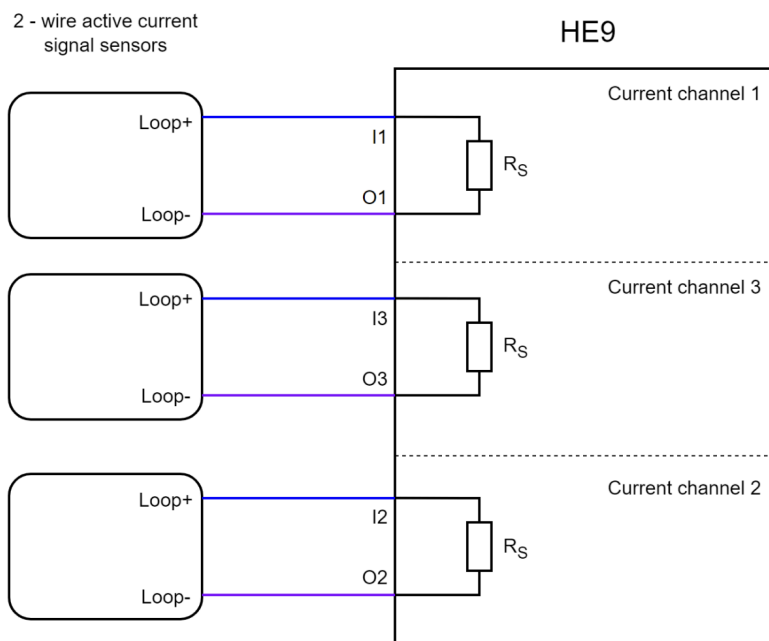 2 - wire active current
signal sensors
HE9
Current channel 1
Loop+
I1
RS
O1
Loop-
Current channel 3
Loop+
I3
RS
O3
Loop-
Current channel 2
Loop+
I2
RS
O2
Loop-